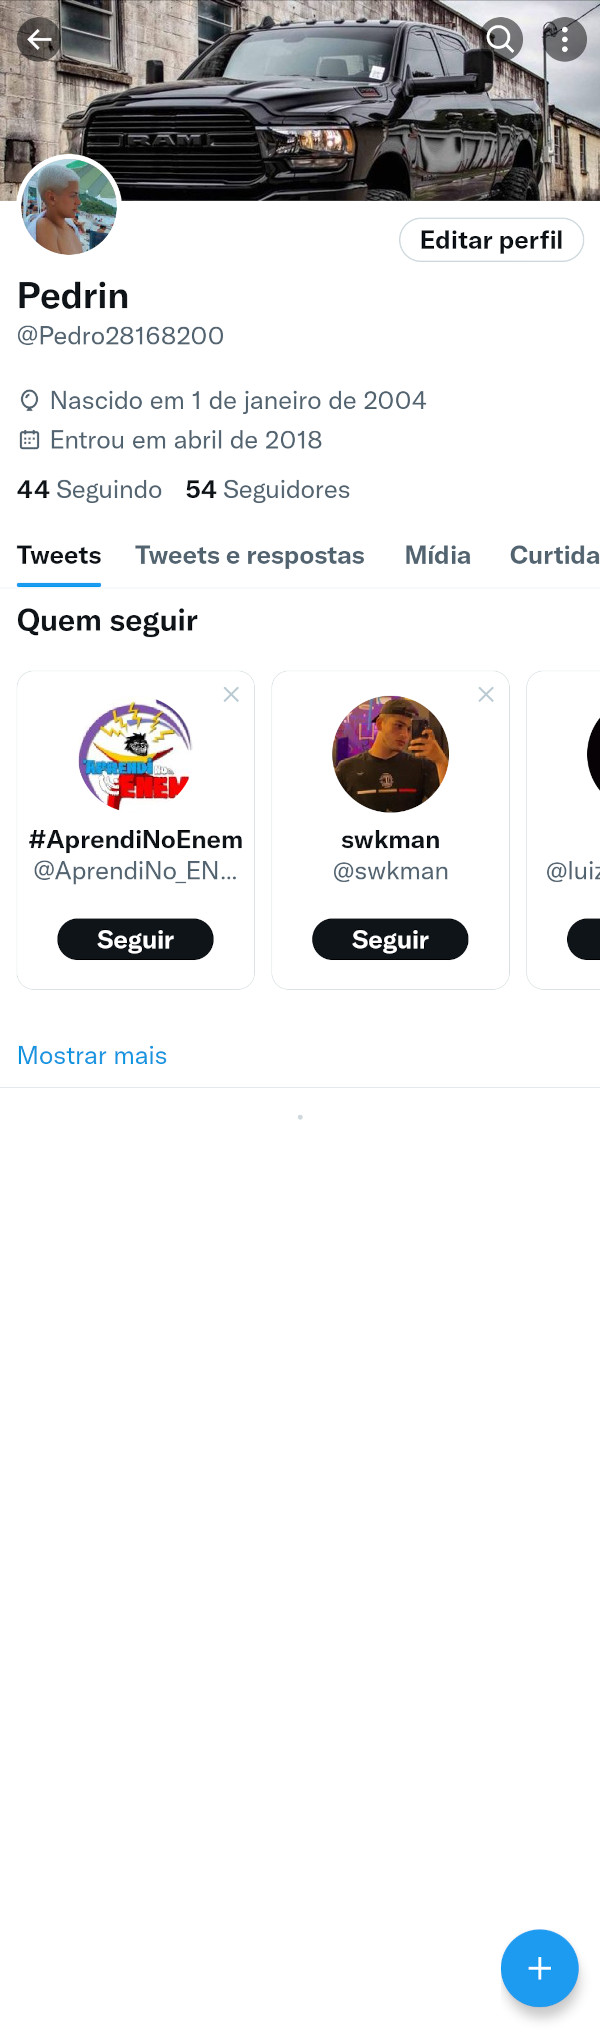 RAM
Editar perfil
Pedrin
@Pedro28168200
Nascido em 1 de janeiro de 2004
Entrou em abril de 2018
44 Seguindo 54 Seguidores
Tweets Tweets e respostas Mídia Curtida
Quem seguir
APRENDI NO
ENEM
#AprendiNoEnem
@AprendiNo_EN...
Seguir
swkman
@swkman
Seguir
@luiz
Mostrar mais